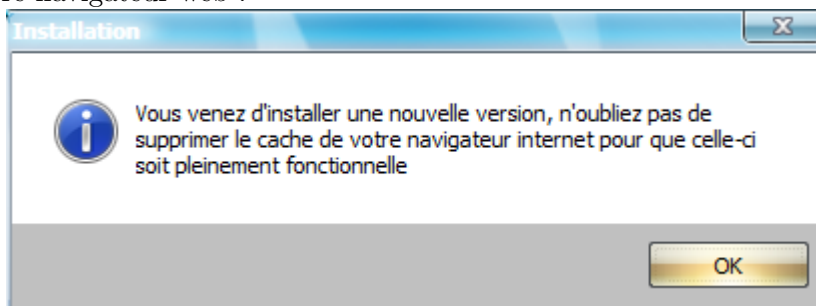 Installation
Vous venez d'installer une nouvelle version, n'oubliez pas de
supprimer le cache de votre navigateur internet pour que celle-ci
soit pleinement fonctionnelle
OK